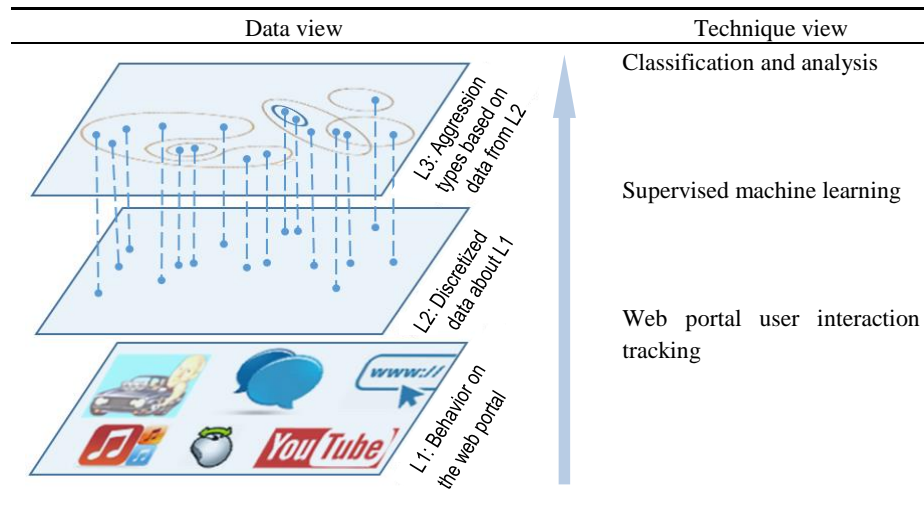 Data view
Technique view
L3: Aggression
types based on
data from L2
Classification and analysis
Supervised machine learning
L2: Discretized
data about L1
Web portal user interaction
tracking
L1: Behavior on
the web portal
www.//
YouTube